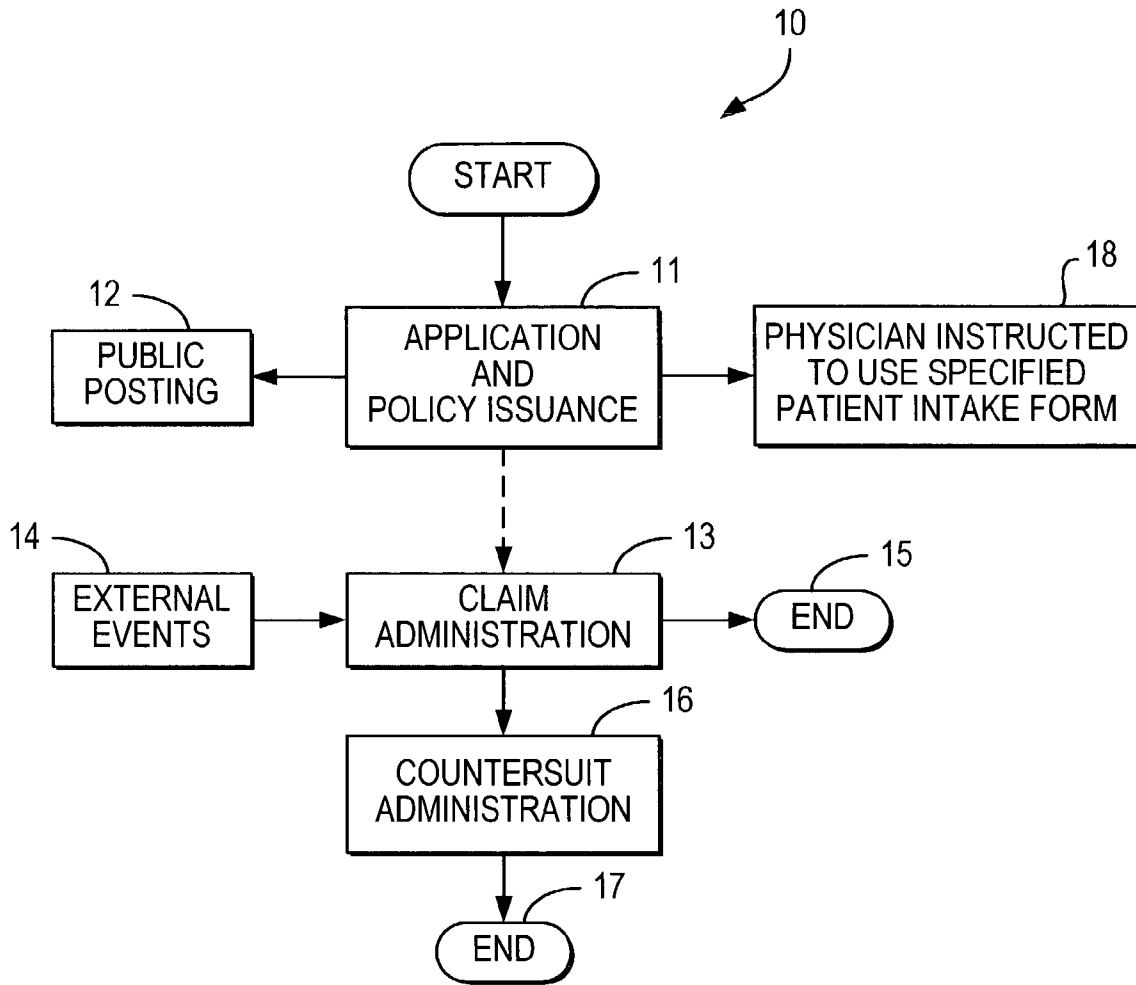 10
START
11
18
12
APPLICATION
AND
POLICY ISSUANCE
PUBLIC
POSTING
PHYSICIAN INSTRUCTED
TO USE SPECIFIED
PATIENT INTAKE FORM
14
13
15
EXTERNAL
EVENTS
CLAIM
ADMINISTRATION
END
16
COUNTERSUIT
ADMINISTRATION
17
END